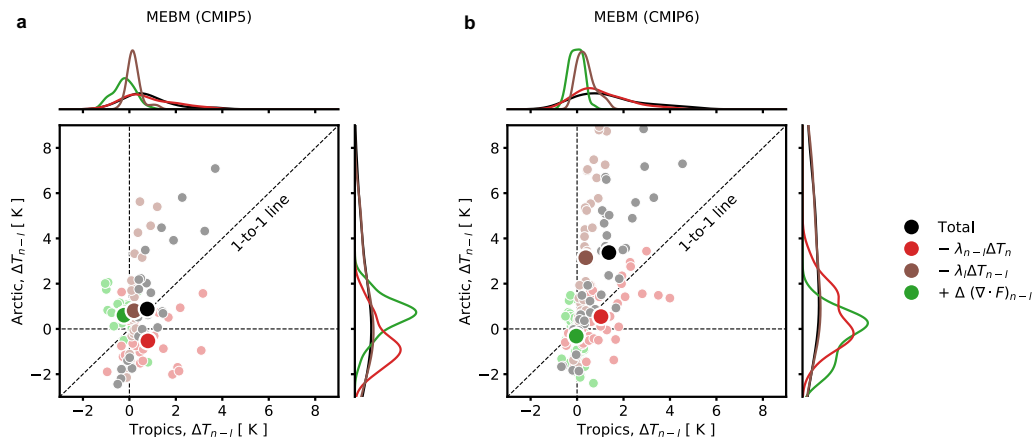 a
MEBM (CMIP5)
b
MEBM (CMIP6)
8
6
4
2
0
−2
Arctic, ΔT_{n−l} [ K ]
1-to-1 line
−2 0 2 4 6 8
Tropics, ΔT_{n−l} [ K ]
8
6
4
2
0
−2
Arctic, ΔT_{n−l} [ K ]
1-to-1 line
−2 0 2 4 6 8
Tropics, ΔT_{n−l} [ K ]
Total
− λ_{n−l}ΔT_n
− λ_lΔT_{n−l}
+ Δ (∇ · F)_{n−l}